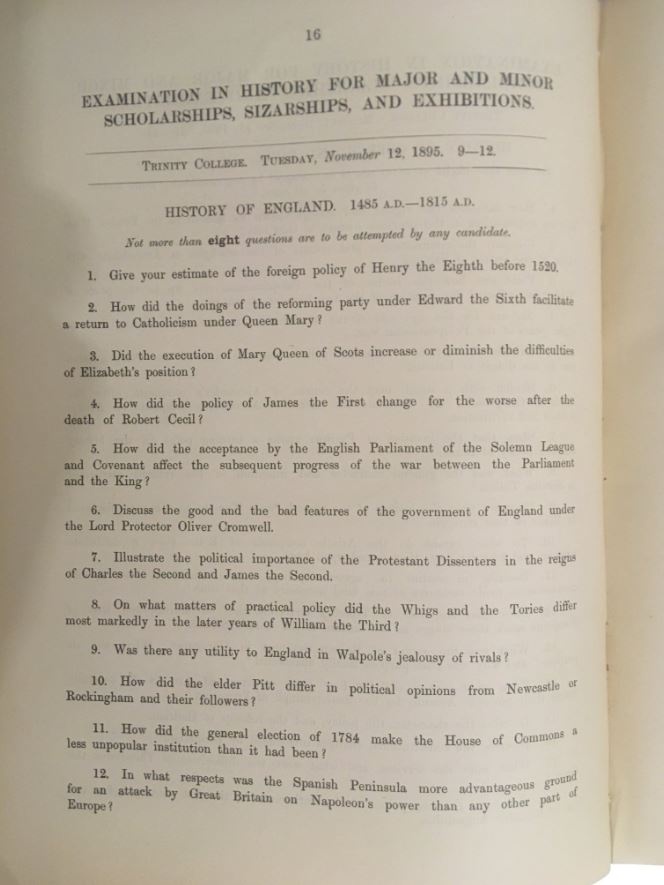 16
EXAMINATION IN HISTORY FOR MAJOR AND MINOR
SCHOLARSHIPS, SIZARSHIPS, AND EXHIBITIONS.
TRINITY COLLEGE. TUESDAY, November 12, 1895. 9—12.
HISTORY OF ENGLAND. 1485 A.D.—1815 A.D.
Not more than eight questions are to be attempted by any candidate.
1. Give your estimate of the foreign policy of Henry the Eighth before 1520.
2. How did the doings of the reforming party under Edward the Sixth facilitate
a return to Catholicism under Queen Mary?
3. Did the execution of Mary Queen of Scots increase or diminish the difficulties
of Elizabeth's position?
4. How did the policy of James the First change for the worse after the
death of Robert Cecil?
5. How did the acceptance by the English Parliament of the Solemn League
and Covenant affect the subsequent progress of the war between the Parliament
and the King?
6. Discuss the good and the bad features of the government of England under
the Lord Protector Oliver Cromwell.
7. Illustrate the political importance of the Protestant Dissenters in the reigns
of Charles the Second and James the Second.
8. On what matters of practical policy did the Whigs and the Tories differ
most markedly in the later years of William the Third?
9. Was there any utility to England in Walpole's jealousy of rivals?
10. How did the elder Pitt differ in political opinions from Newcastle or
Rockingham and their followers?
11. How did the general election of 1784 make the House of Commons a
less unpopular institution than it had been?
12. In what respects was the Spanish Peninsula more advantageous ground
for an attack by Great Britain on Napoleon's power than any other part of
Europe?